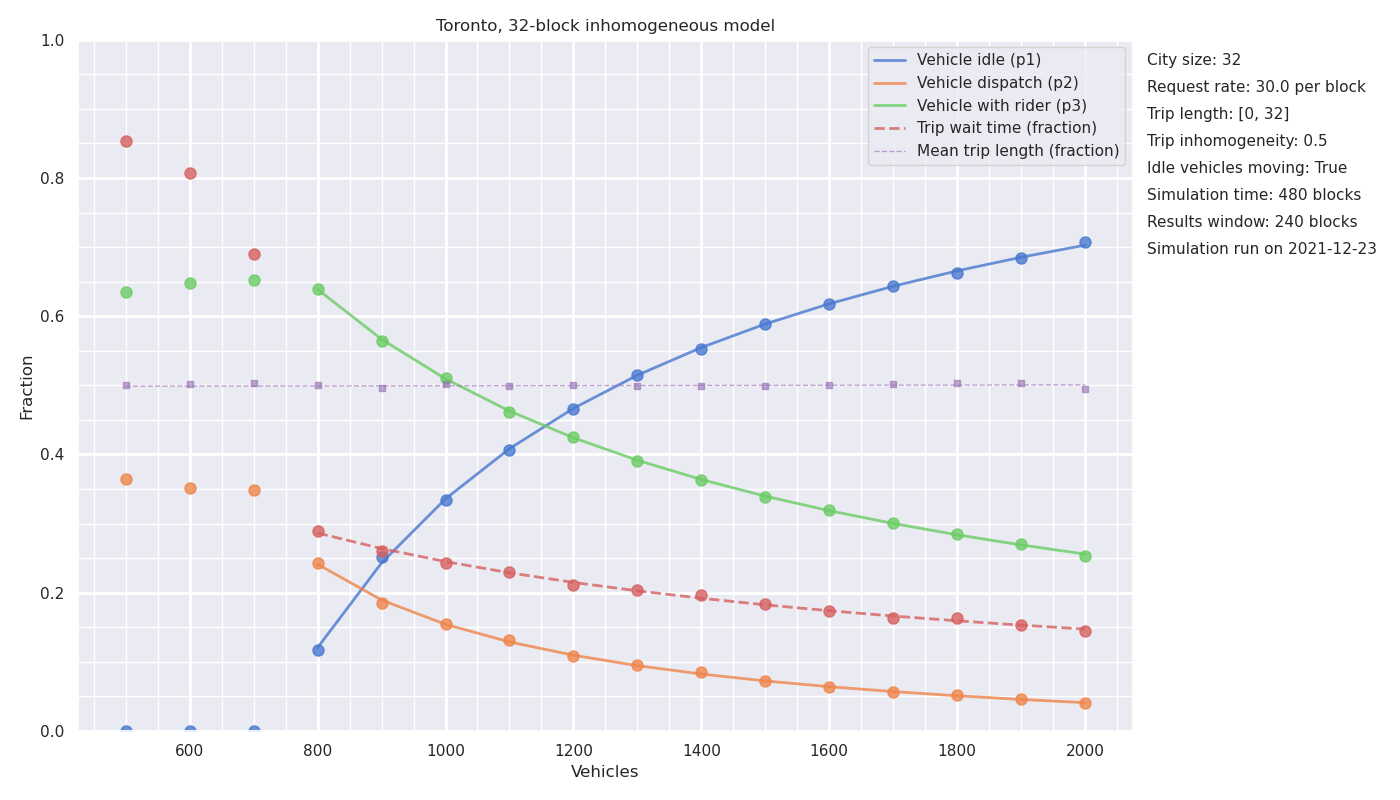 Toronto, 32-block inhomogeneous model
1.0
0.8
0.6
0.4
0.2
0.0
Fraction
600
800
1000
1200
1400
1600
1800
2000
Vehicles
Vehicle idle (p1)
Vehicle dispatch (p2)
Vehicle with rider (p3)
Trip wait time (fraction)
Mean trip length (fraction)
City size: 32
Request rate: 30.0 per block
Trip length: [0, 32]
Trip inhomogeneity: 0.5
Idle vehicles moving: True
Simulation time: 480 blocks
Results window: 240 blocks
Simulation run on 2021-12-23